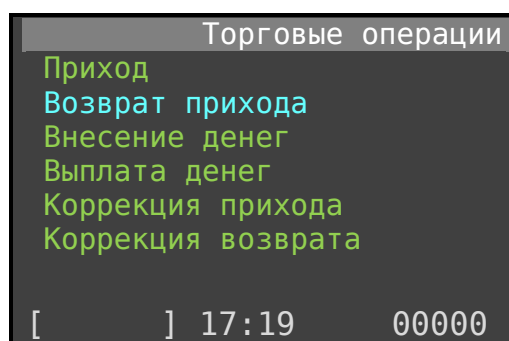 Торговые операции
Приход
Возврат прихода
Внесение денег
Выплата денег
Коррекция прихода
Коррекция возврата
[ ] 17:19 00000